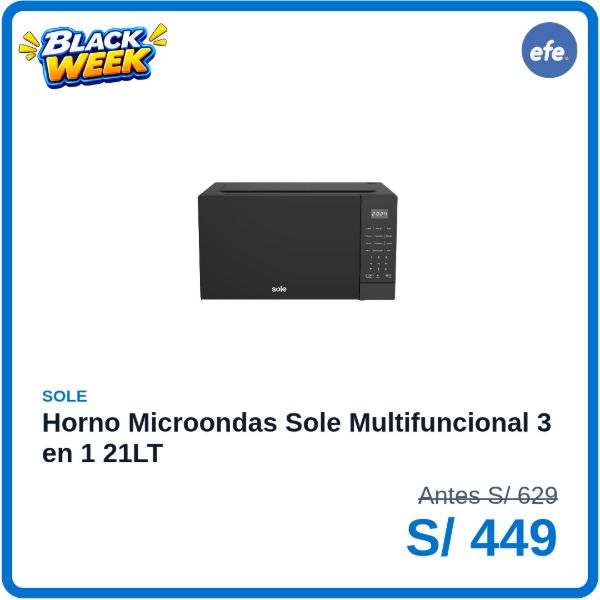 BLACK
WEEK
efe.
sole
SOLE
Horno Microondas Sole Multifuncional 3
en 1 21LT
Antes S/ 629
S/ 449